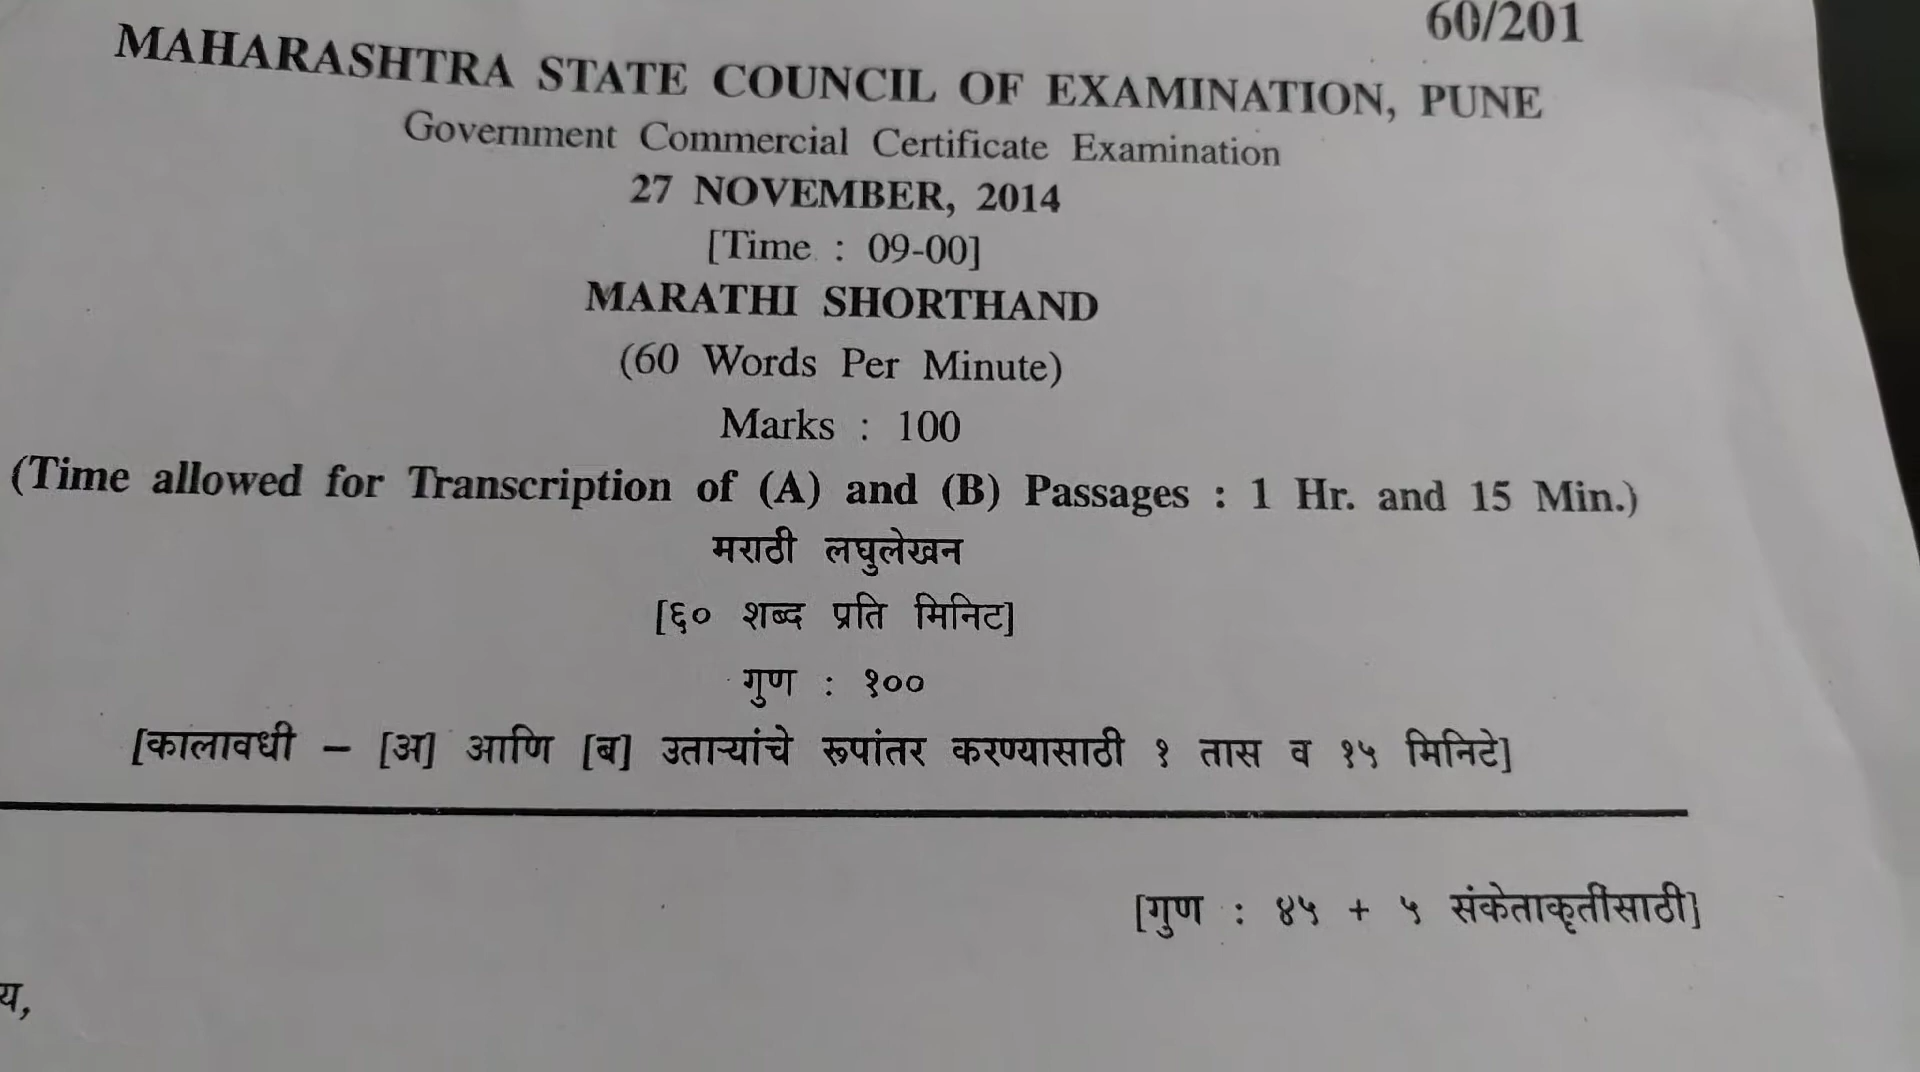 60/201
MAHARASHTRA STATE COUNCIL OF EXAMINATION, PUNE
Government Commercial Certificate Examination
27 NOVEMBER, 2014
[Time : 09-00]
MARATHI SHORTHAND
(60 Words Per Minute)
Marks : 100
(Time allowed for Transcription of (A) and (B) Passages : 1 Hr. and 15 Min.)
मराठी लघुलेखन
[६० शब्द प्रति मिनिट]
गुण : १००
[कालावधी – [अ] आणि [ब] उताऱ्यांचे रूपांतर करण्यासाठी १ तास व १५ मिनिटे]
[गुण : ४५ + ५ संकेताकृतींसाठी]